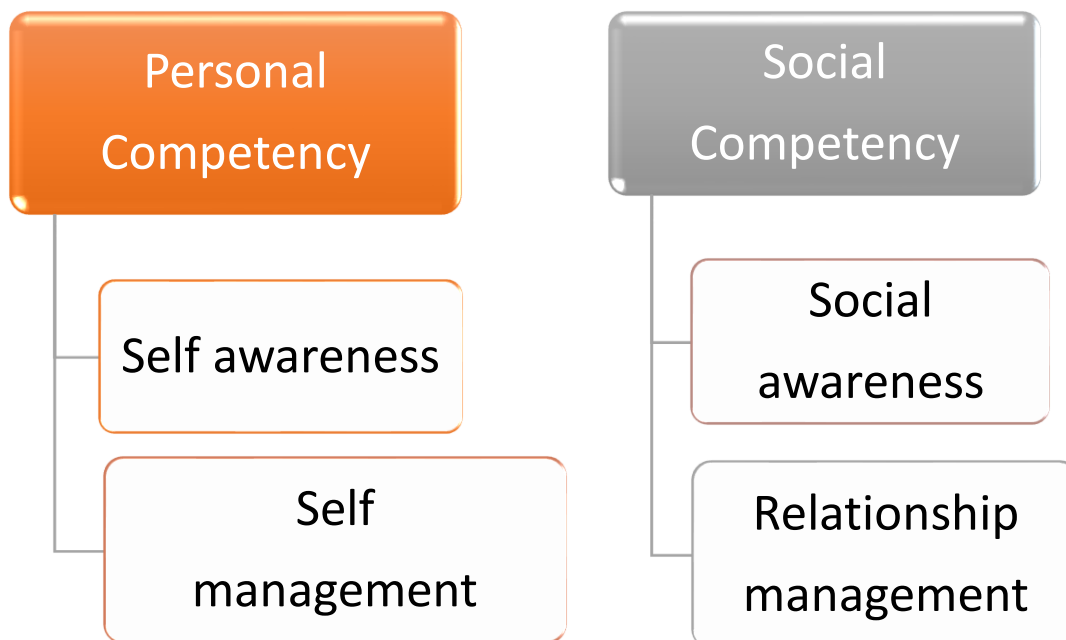 Personal
Competency
Self awareness
Self
management
Social
Competency
Social
awareness
Relationship
management